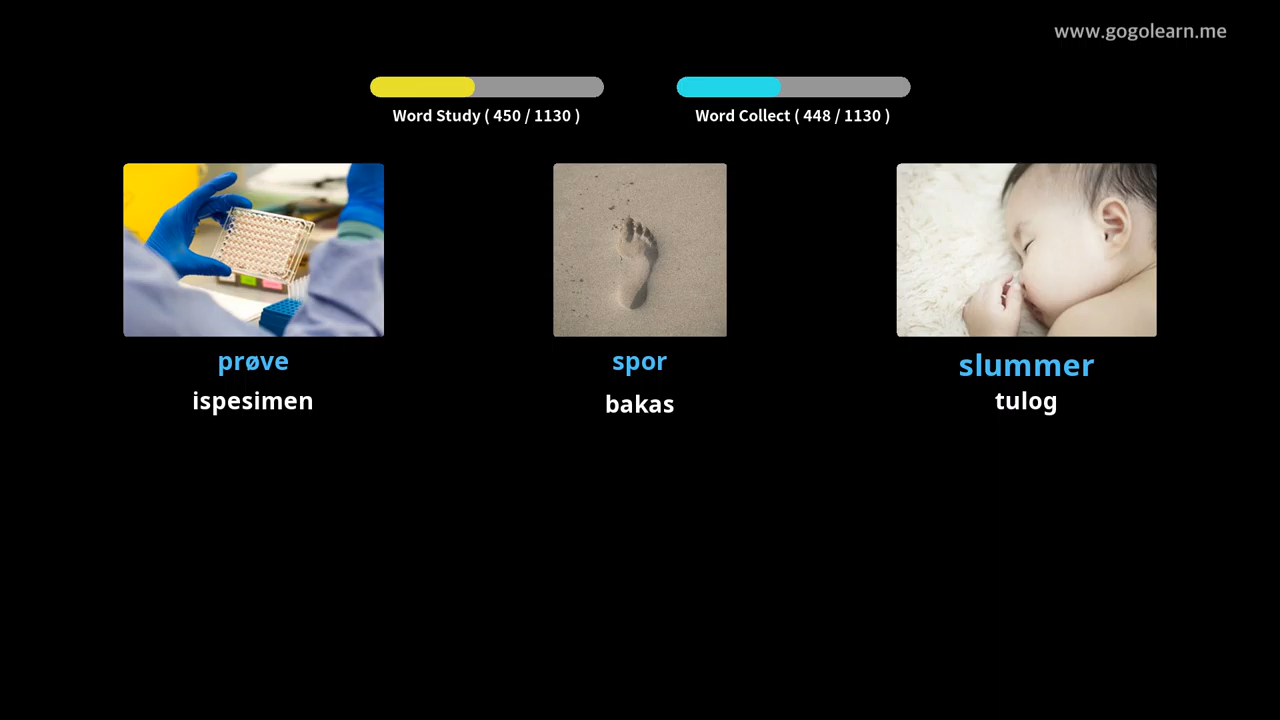 www.gogolearn.me
Word Study ( 450 / 1130 )
Word Collect ( 448 / 1130 )
prøve
ispesimen
spor
bakas
slummer
tulog